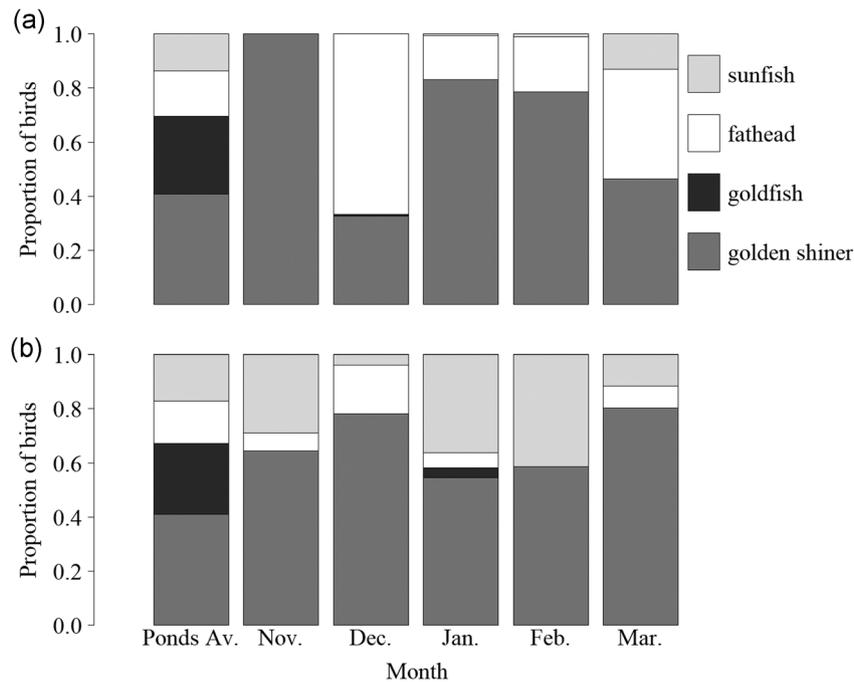 (a)
Proportion of birds
1.0
0.8
0.6
0.4
0.2
0.0
sunfish
fathead
goldfish
golden shiner
(b)
Proportion of birds
1.0
0.8
0.6
0.4
0.2
0.0
Ponds Av. Nov. Dec. Jan. Feb. Mar.
Month